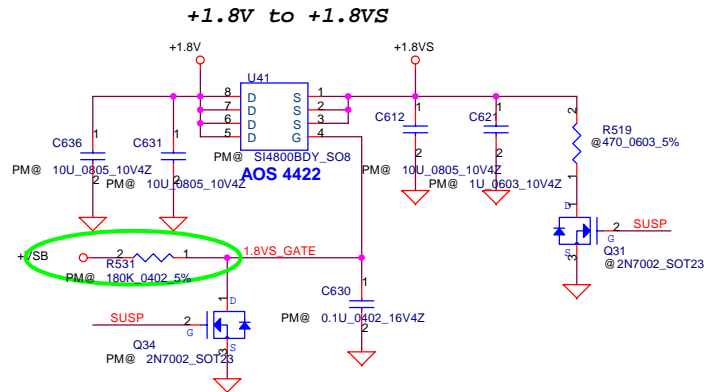 +1.8V to +1.8VS
+1.8V
+1.8VS
U41
8 D S 1
7 D S 2
6 D S 3
5 D G 4
PM@ SI4800BDY_SO8
AOS 4422
C636
1
2
PM@ 10U_0805_10V4Z
C631
1
2
PM@ 10U_0805_10V4Z
C612
1
2
PM@ 10U_0805_10V4Z
C621
1
2
PM@ 1U_0603_10V4Z
2
R519
@470_0603_5%
1
1
D
2 SUSP
G
S
3
Q31
@2N7002_SOT23
2 1
R531
PM@ 180K_0402_5%
1.8VS_GATE
1
D
SUSP 2
G
S
3
Q34
PM@ 2N7002_SOT23
C630
1
2
PM@ 0.1U_0402_16V4Z